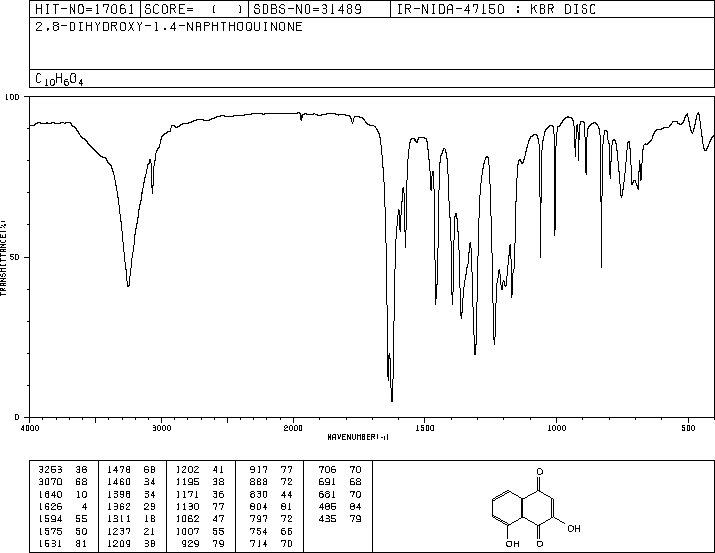 HIT-NO=17061 SCORE= ( ) SDBS-NO=31489 IR-NIDA-47150 : KBR DISC
2,8-DIHYDROXY-1,4-NAPHTHOQUINONE
C10H6O4
100
TRANSMITTANCE(%)
50
0
4000 3000 2000 1500 1000 500
WAVENUMBER(-1)
3253 38 1478 68 1202 41 917 77 706 70
3070 68 1460 34 1195 38 888 72 691 68
1640 10 1398 34 1171 36 830 44 681 70
1626 4 1362 29 1130 77 804 81 486 84
1594 55 1311 18 1062 47 797 72 435 79
1575 50 1237 21 1007 55 754 66
1531 81 1209 38 929 79 714 70
O
OH
OH O